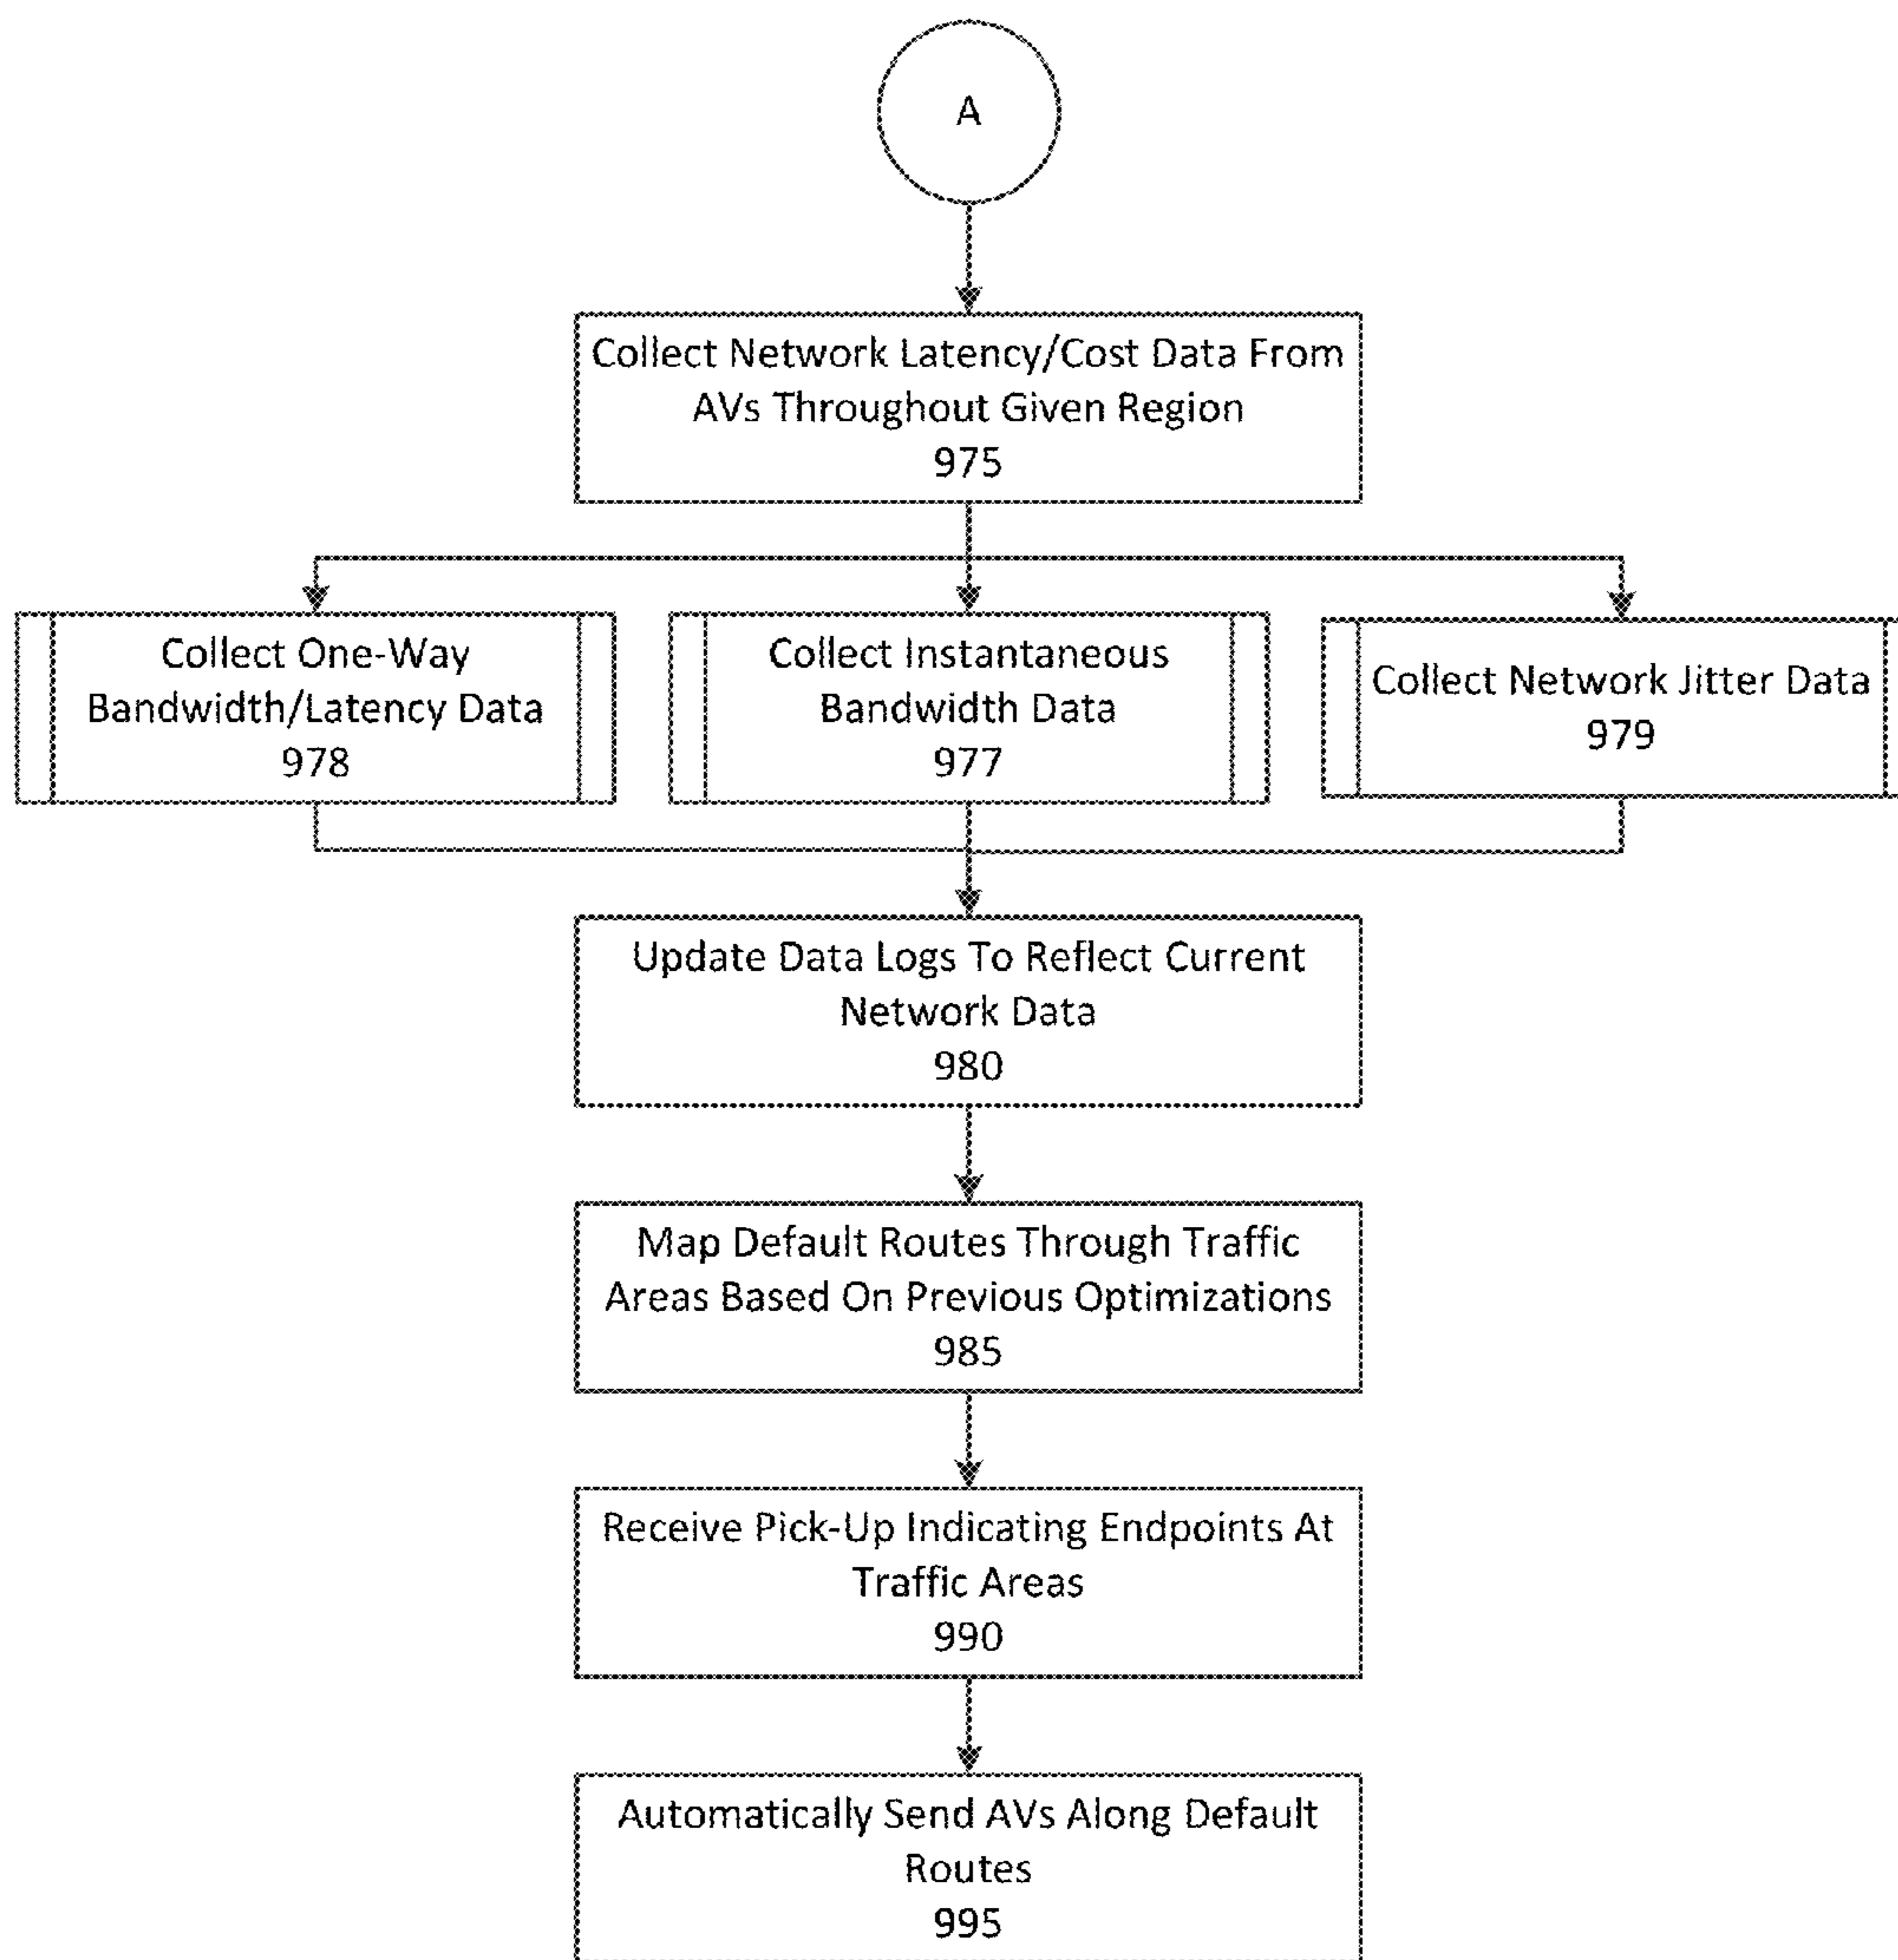 A
Collect Network Latency/Cost Data From
AVs Throughout Given Region
975
Collect One-Way
Bandwidth/Latency Data
978
Collect Instantaneous
Bandwidth Data
977
Collect Network Jitter Data
979
Update Data Logs To Reflect Current
Network Data
980
Map Default Routes Through Traffic
Areas Based On Previous Optimizations
985
Receive Pick-Up Indicating Endpoints At
Traffic Areas
990
Automatically Send AVs Along Default
Routes
995